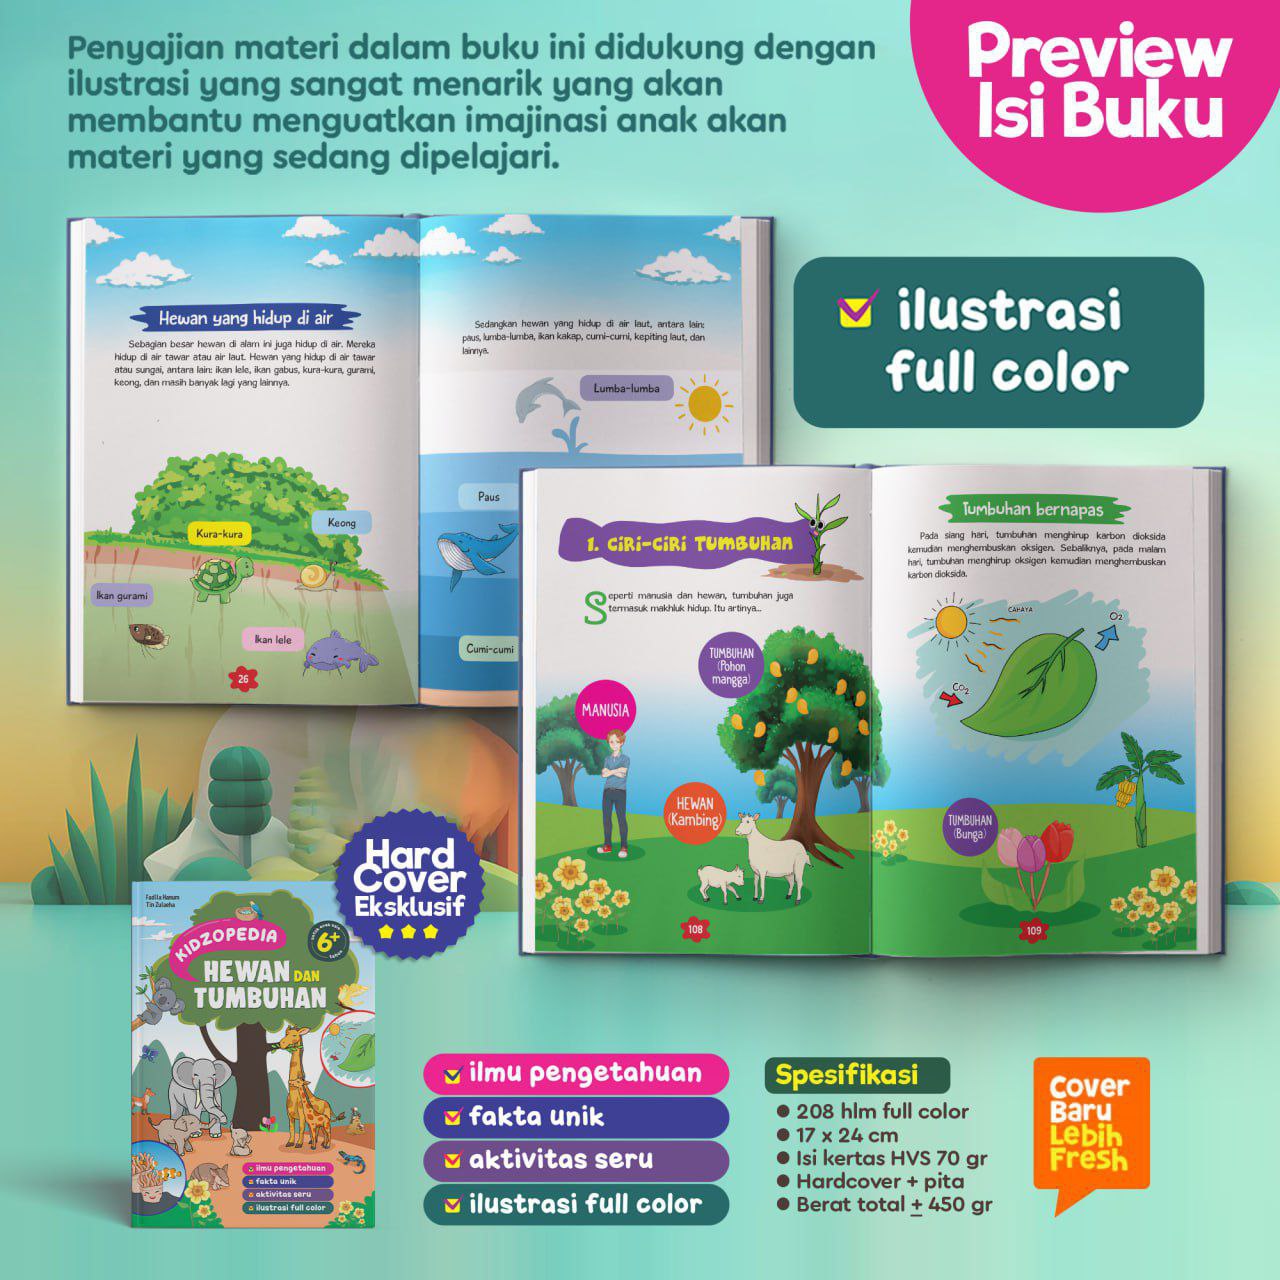 Penyajian materi dalam buku ini didukung dengan
ilustrasi yang sangat menarik yang akan
membantu menguatkan imajinasi anak akan
materi yang sedang dipelajari.
Preview
Isi Buku
ilustrasi
full color
Hewan yang hidup di air
Sebagian besar hewan di alam ini juga hidup di air. Mereka
hidup di air tawar atau air laut. Hewan yang hidup di air tawar
atau sungai, antara lain: ikan lele, ikan gabus, kura-kura, gurami,
keong, dan masih banyak lagi yang lainnya.
Kura-kura
Keong
Ikan gurami
Ikan lele
26
Sedangkan hewan yang hidup di air laut, antara lain:
paus, lumba-lumba, ikan kakap, cumi-cumi, kepiting laut, dan
lainnya.
Lumba-lumba
Paus
Cumi-cumi
1. CiRi-CiRi TUMBUHAN
Seperti manusia dan hewan, tumbuhan juga
termasuk makhluk hidup. Itu artinya...
TUMBUHAN
(Pohon
mangga)
MANUSIA
HEWAN
(Kambing)
108
Tumbuhan bernapas
Pada siang hari, tumbuhan menghirup karbon dioksida
kemudian menghembuskan oksigen. Sebaliknya, pada malam
hari, tumbuhan menghirup oksigen kemudian menghembuskan
karbon dioksida.
CAHAYA
O2
CO2
TUMBUHAN
(Bunga)
109
Hard
Cover
Eksklusif
Fadila Hanum
Tin Zulaeha
KIDZOPEDIA
6+
HEWAN DAN
TUMBUHAN
ilmu pengetahuan
fakta unik
aktivitas seru
ilustrasi full color
ilmu pengetahuan
fakta unik
aktivitas seru
ilustrasi full color
Spesifikasi
● 208 hlm full color
● 17 x 24 cm
● Isi kertas HVS 70 gr
● Hardcover + pita
● Berat total ± 450 gr
Cover
Baru
Lebih
Fresh